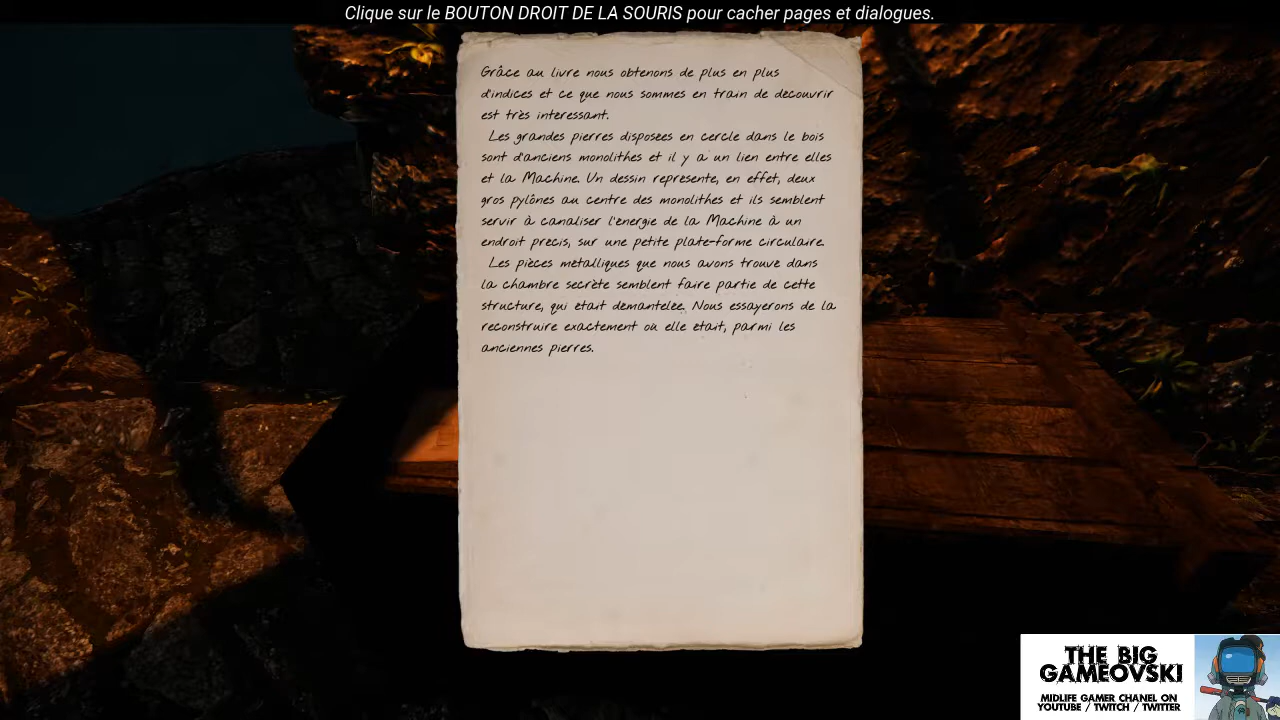 Clique sur le BOUTON DROIT DE LA SOURIS pour cacher pages et dialogues.
Grâce au livre nous obtenons de plus en plus
d'indices et ce que nous sommes en train de decouvrir
est très interessant.
Les grandes pierres disposees en cercle dans le bois
sont d'anciens monolithes et il y a un lien entre elles
et la Machine. Un dessin represente, en effet, deux
gros pylônes au centre des monolithes et ils semblent
servir à canaliser l'energie de la Machine à un
endroit precis, sur une petite plate-forme circulaire.
Les pièces metalliques que nous avons trouve dans
la chambre secrète semblent faire partie de cette
structure, qui etait demantelee. Nous essayerons de la
reconstruire exactement où elle etait, parmi les
anciennes pierres.
THE BIG
GAMEOVSKI
MIDLIFE GAMER CHANEL ON
YOUTUBE / TWITCH / TWITTER